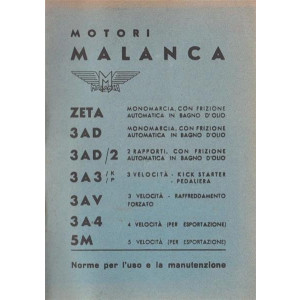 MOTORI
MALANCA
M
MALANCA
ZETA MONOMARCIA, CON FRIZIONE AUTOMATICA IN BAGNO D'OLIO
3AD MONOMARCIA, CON FRIZIONE AUTOMATICA IN BAGNO D'OLIO
3AD/2 2 RAPPORTI, CON FRIZIONE AUTOMATICA IN BAGNO D'OLIO
3A3/K/P 3 VELOCITÀ - KICK STARTER - PEDALIERA
3AV 3 VELOCITÀ - RAFFREDDAMENTO FORZATO
3A4 4 VELOCITÀ (PER ESPORTAZIONE)
5M 5 VELOCITÀ (PER ESPORTAZIONE)
Norme per l'uso e la manutenzione